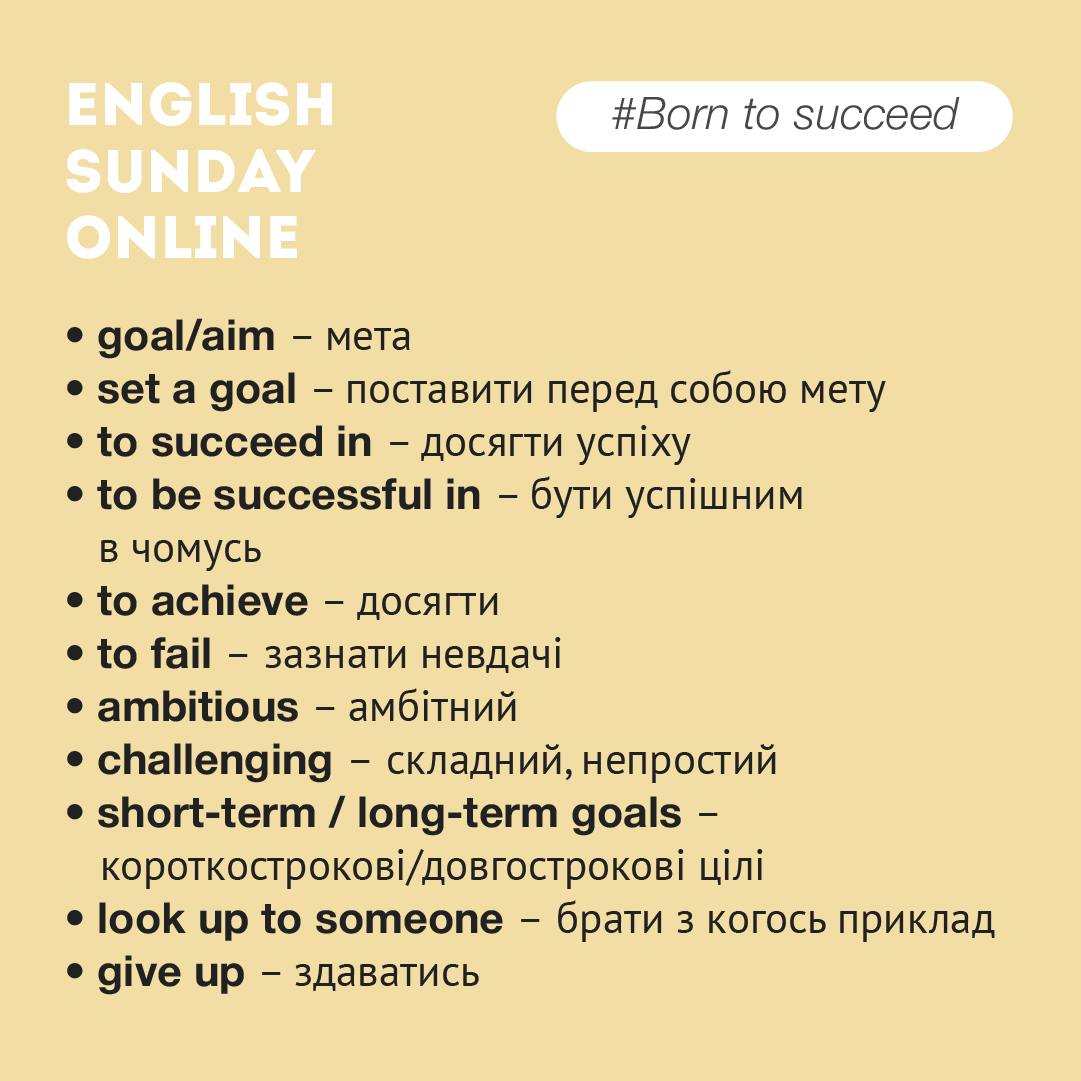 ENGLISH
SUNDAY
ONLINE
#Born to succeed
• goal/aim – мета
• set a goal – поставити перед собою мету
• to succeed in – досягти успіху
• to be successful in – бути успішним
в чомусь
• to achieve – досягти
• to fail – зазнати невдачі
• ambitious – амбітний
• challenging – складний, непростий
• short-term / long-term goals –
короткострокові/довгострокові цілі
• look up to someone – брати з когось приклад
• give up – здаватись